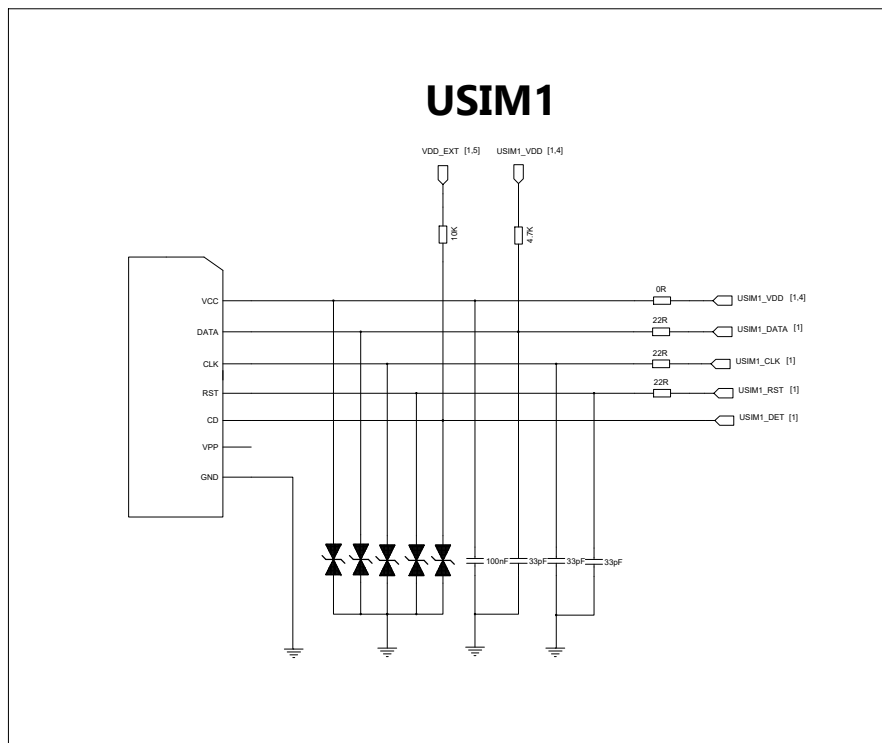 USIM1
VDD_EXT [1,5] USIM1_VDD [1,4]
10K
4.7K
VCC
0R
USIM1_VDD [1,4]
DATA
22R
USIM1_DATA [1]
CLK
22R
USIM1_CLK [1]
RST
22R
USIM1_RST [1]
CD
USIM1_DET [1]
VPP
GND
100nF 33pF 33pF 33pF